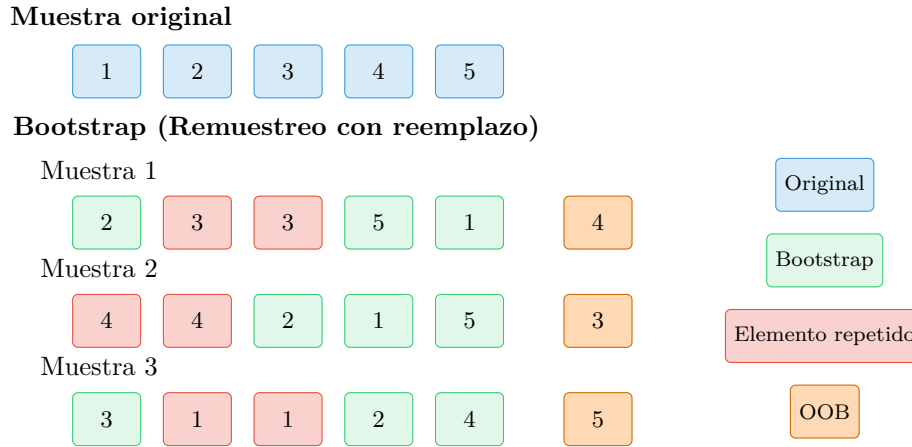 Muestra original
1 2 3 4 5
Bootstrap (Remuestreo con reemplazo)
Muestra 1
2 3 3 5 1 4
Muestra 2
4 4 2 1 5 3
Muestra 3
3 1 1 2 4 5
Original
Bootstrap
Elemento repetido
OOB